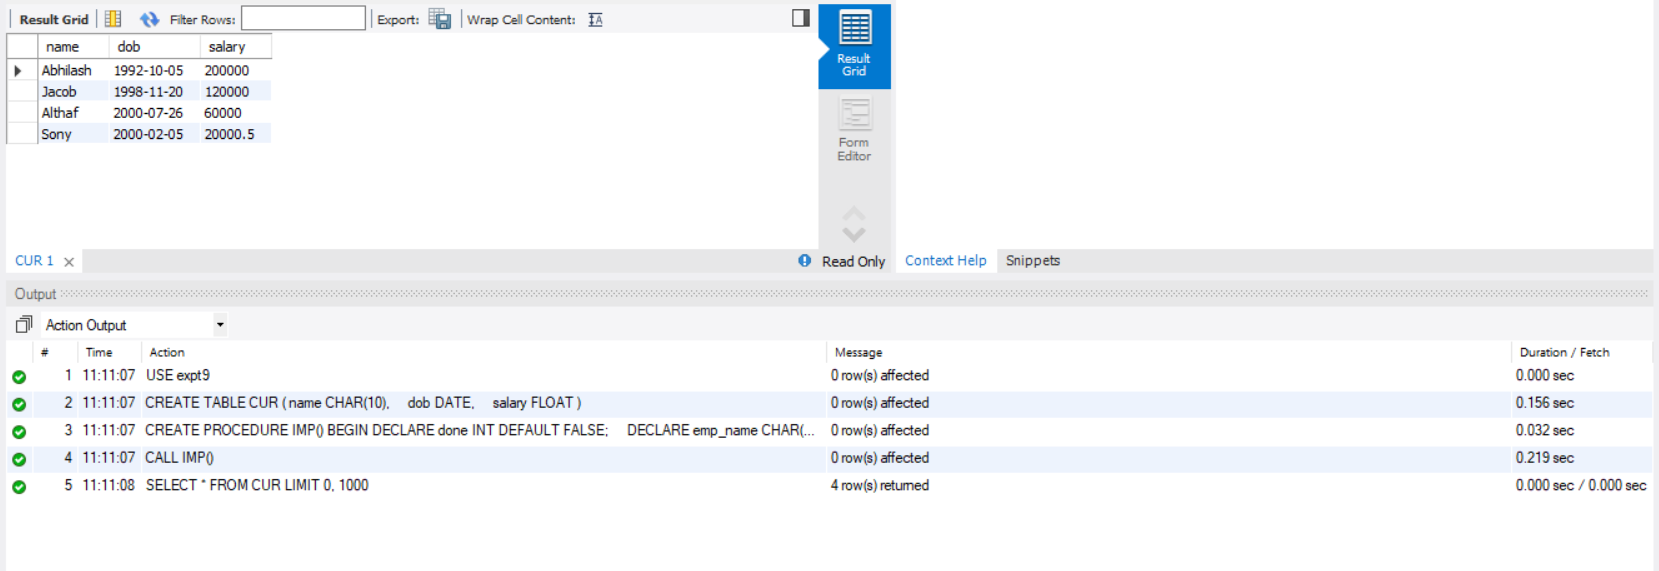 Result Grid Filter Rows: Export: Wrap Cell Content: IA
name dob salary
Abhilash 1992-10-05 200000
Jacob 1998-11-20 120000
Althaf 2000-07-26 60000
Sony 2000-02-05 20000.5
Result
Grid
Form
Editor
CUR 1 Read Only Context Help Snippets
Output
Action Output
# Time Action Message Duration / Fetch
1 11:11:07 USE expt9 0 row(s) affected 0.000 sec
2 11:11:07 CREATE TABLE CUR ( name CHAR(10), dob DATE, salary FLOAT ) 0 row(s) affected 0.156 sec
3 11:11:07 CREATE PROCEDURE IMP() BEGIN DECLARE done INT DEFAULT FALSE; DECLARE emp_name CHAR(... 0 row(s) affected 0.032 sec
4 11:11:07 CALL IMP() 0 row(s) affected 0.219 sec
5 11:11:08 SELECT * FROM CUR LIMIT 0, 1000 4 row(s) returned 0.000 sec / 0.000 sec